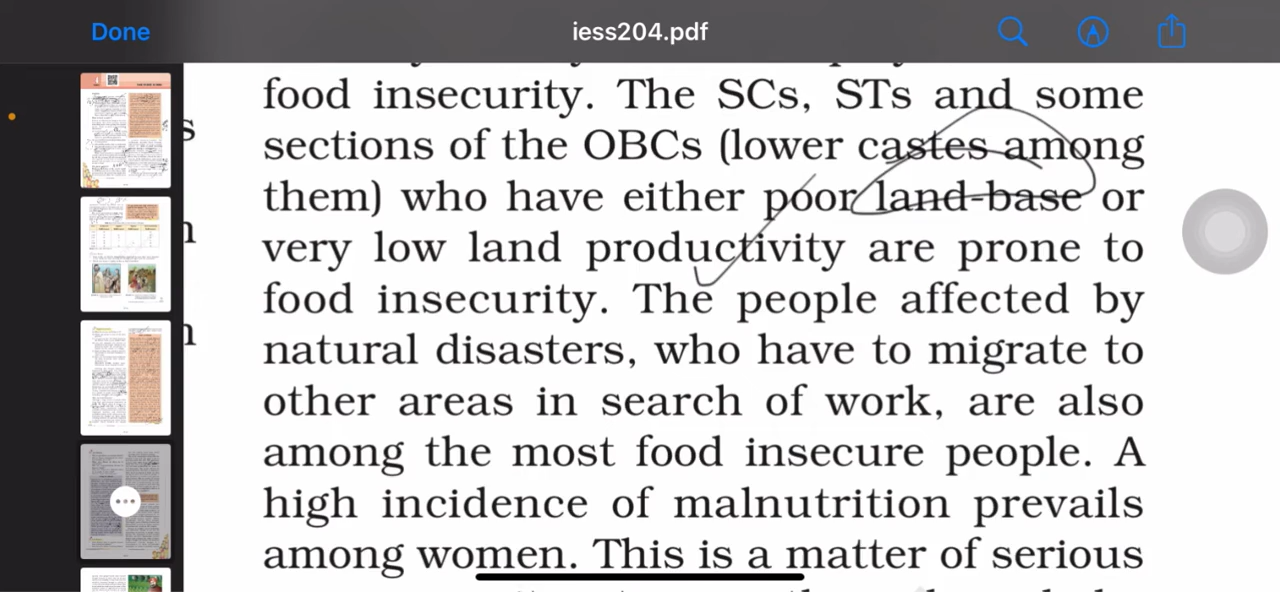 Done
iess204.pdf
food insecurity. The SCs, STs and some
sections of the OBCs (lower castes among
them) who have either poor land-base or
very low land productivity are prone to
food insecurity. The people affected by
natural disasters, who have to migrate to
other areas in search of work, are also
among the most food insecure people. A
high incidence of malnutrition prevails
among women. This is a matter of serious